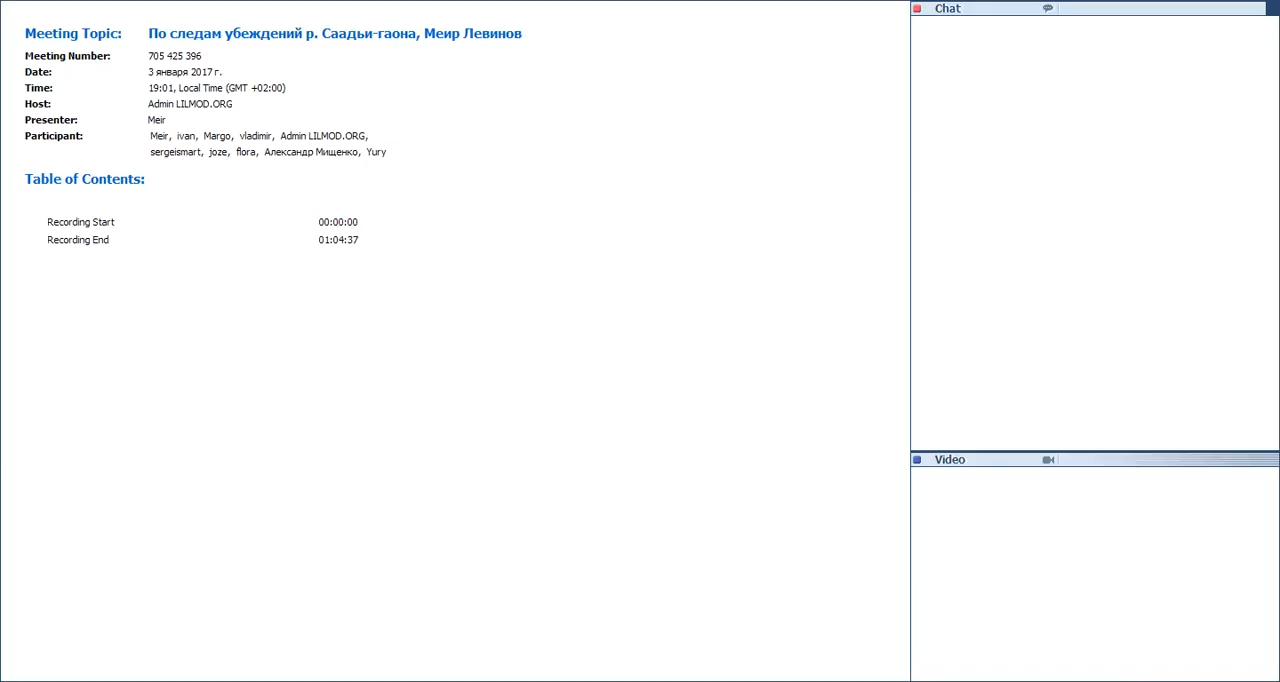 Meeting Topic: По следам убеждений р. Саадьи-гаона, Меир Левинов
Meeting Number: 705 425 396
Date: 3 января 2017 г.
Time: 19:01, Local Time (GMT +02:00)
Host: Admin LILMOD.ORG
Presenter: Meir
Participant: Meir, ivan, Margo, vladimir, Admin LILMOD.ORG,
sergeismart, joze, flora, Александр Мищенко, Yury
Table of Contents:
Recording Start 00:00:00
Recording End 01:04:37
Chat
Video